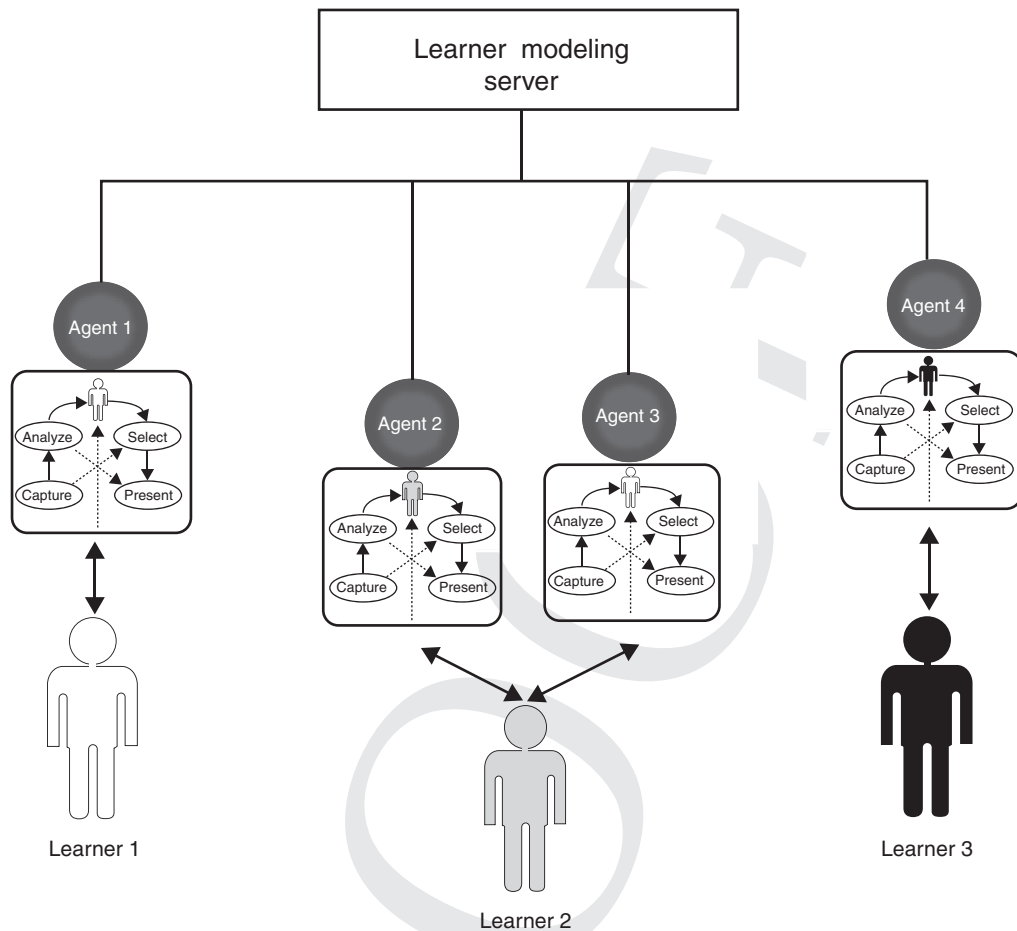 Learner modeling
server
Agent 1
Analyze
Select
Capture
Present
Agent 2
Analyze
Select
Capture
Present
Agent 3
Analyze
Select
Capture
Present
Agent 4
Analyze
Select
Capture
Present
Learner 1
Learner 2
Learner 3